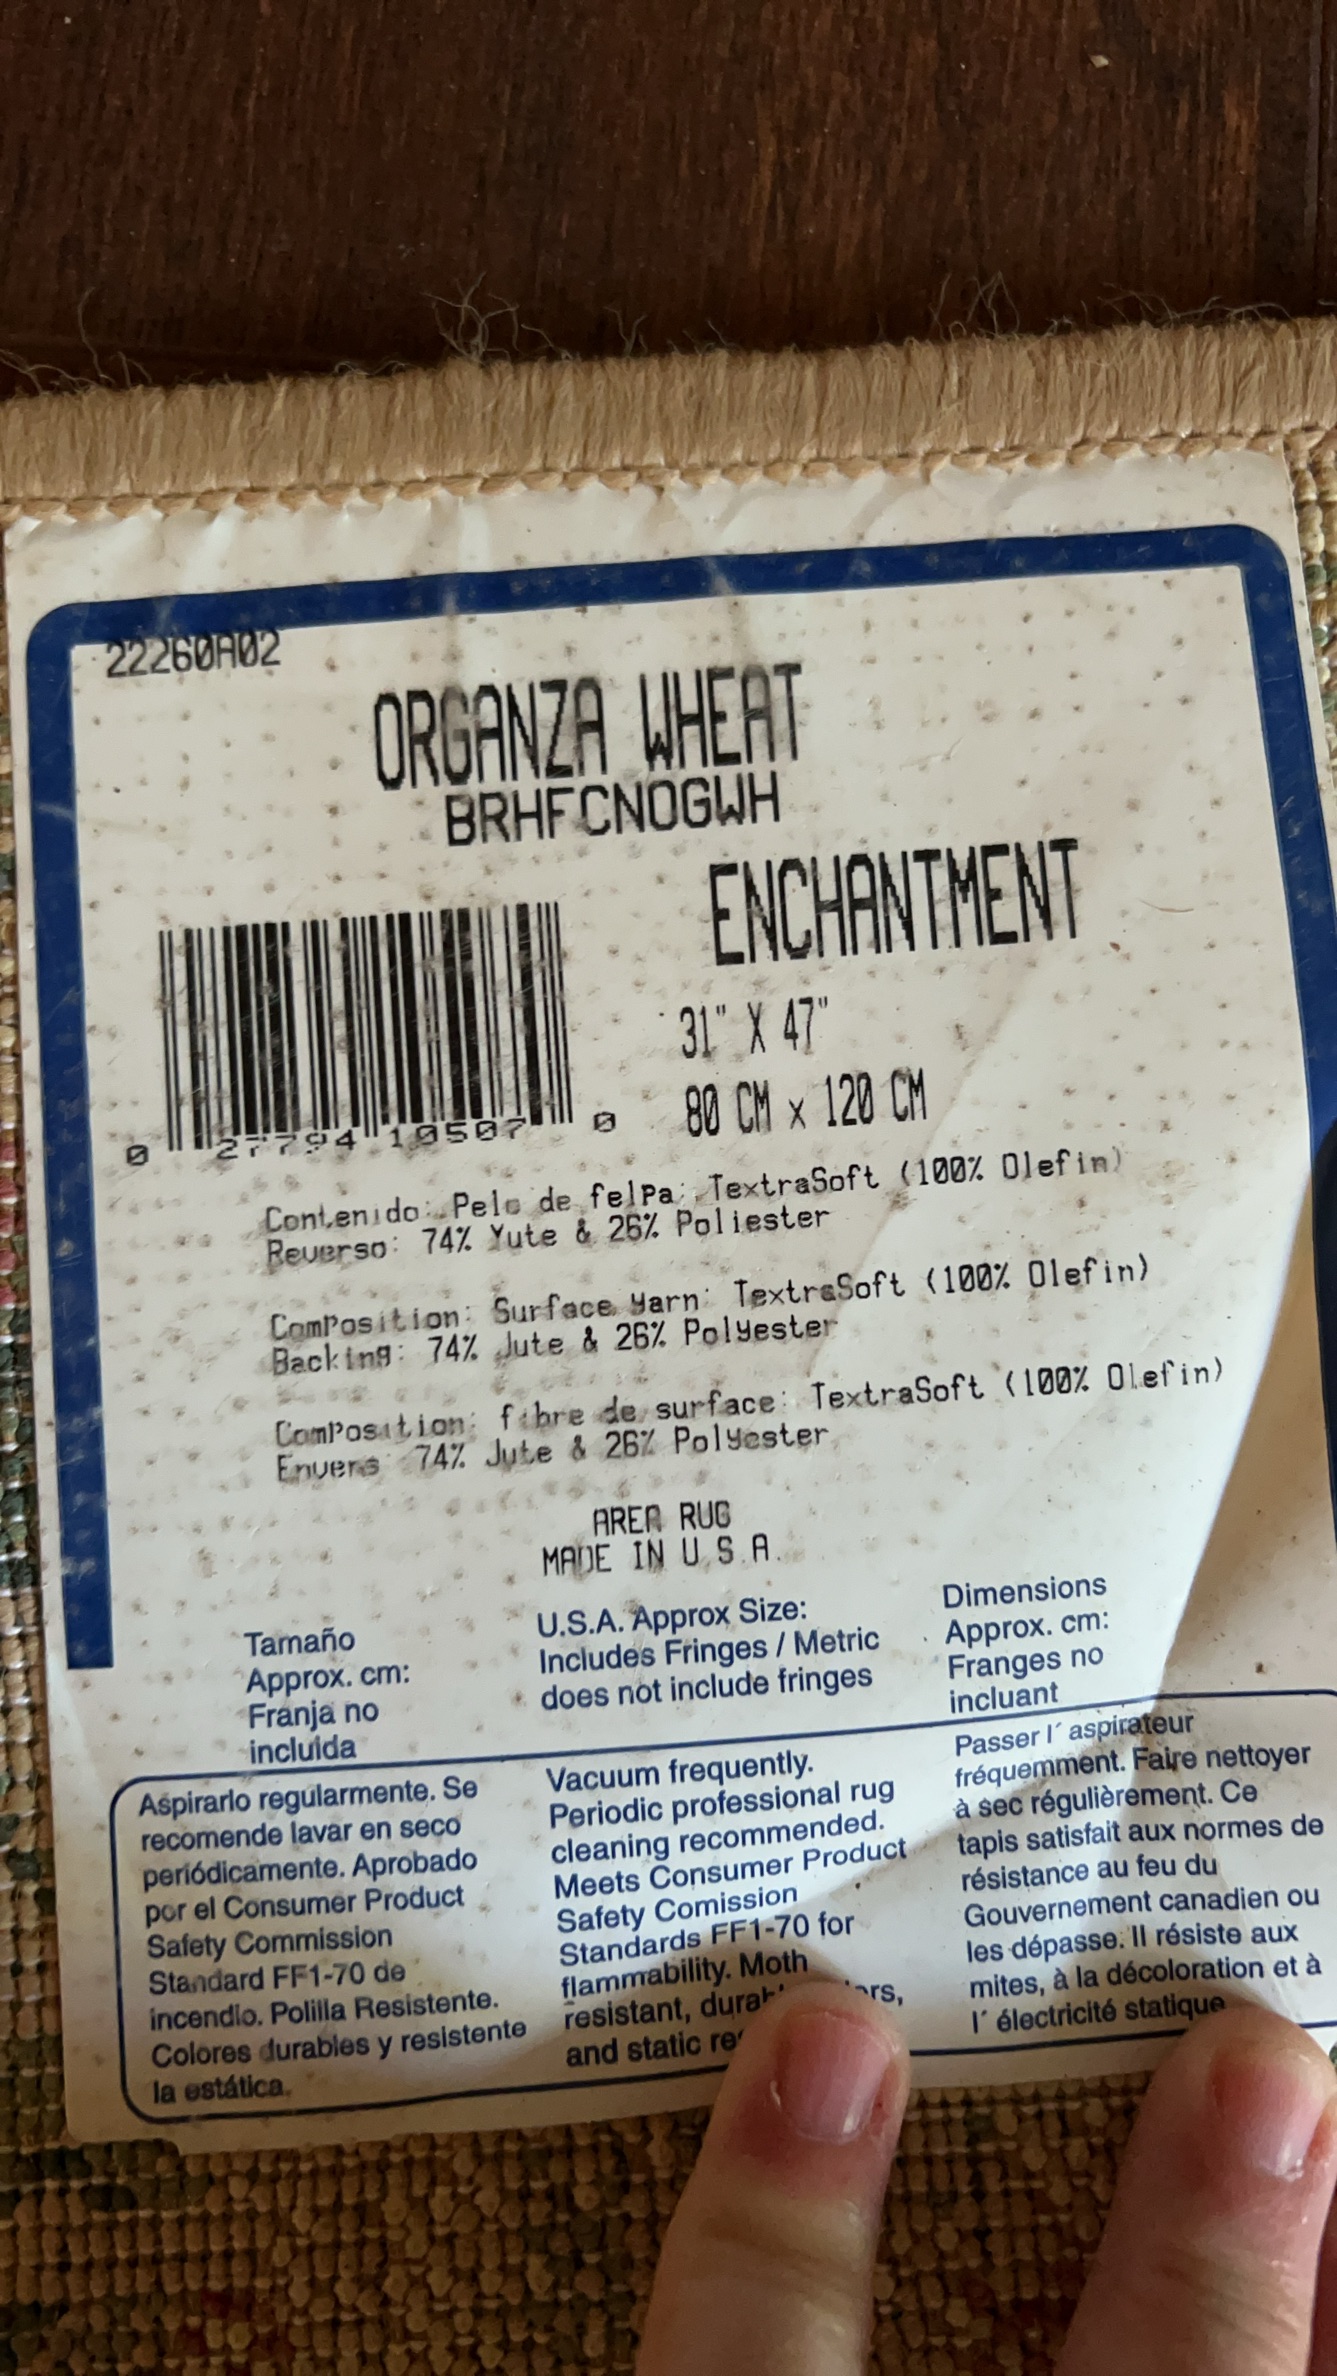 22260A02
ORGANZA WHEAT
BRHFCNOGWH
ENCHANTMENT
31" X 47"
80 CM x 120 CM
0 27794 10507 0
Contenido: Pelo de felpa: TextraSoft (100% Olefin)
Reverso: 74% Yute & 26% Poliester
Composition: Surface Yarn: TextraSoft (100% Olefin)
Backing: 74% Jute & 26% Polyester
Composition: fibre de surface: TextraSoft (100% Olefin)
Envers 74% Jute & 26% Polyester
AREA RUG
MADE IN U.S.A.
Tamaño
Approx. cm:
Franja no
incluida
U.S.A. Approx Size:
Includes Fringes / Metric
does not include fringes
Dimensions
Approx. cm:
Franges no
incluant
Aspirarlo regularmente. Se
recomende lavar en seco
periódicamente. Aprobado
por el Consumer Product
Safety Commission
Standard FF1-70 de
incendio. Polilla Resistente.
Colores durables y resistente
la estática.
Vacuum frequently.
Periodic professional rug
cleaning recommended.
Meets Consumer Product
Safety Comission
Standards FF1-70 for
flammability. Moth
resistant,
and static
Passer l´ aspirateur
fréquemment. Faire nettoyer
à sec régulièrement. Ce
tapis satisfait aux normes de
résistance au feu du
Gouvernement canadien ou
les dépasse. Il résiste aux
mites, à la décoloration et à
l´ électricité statique